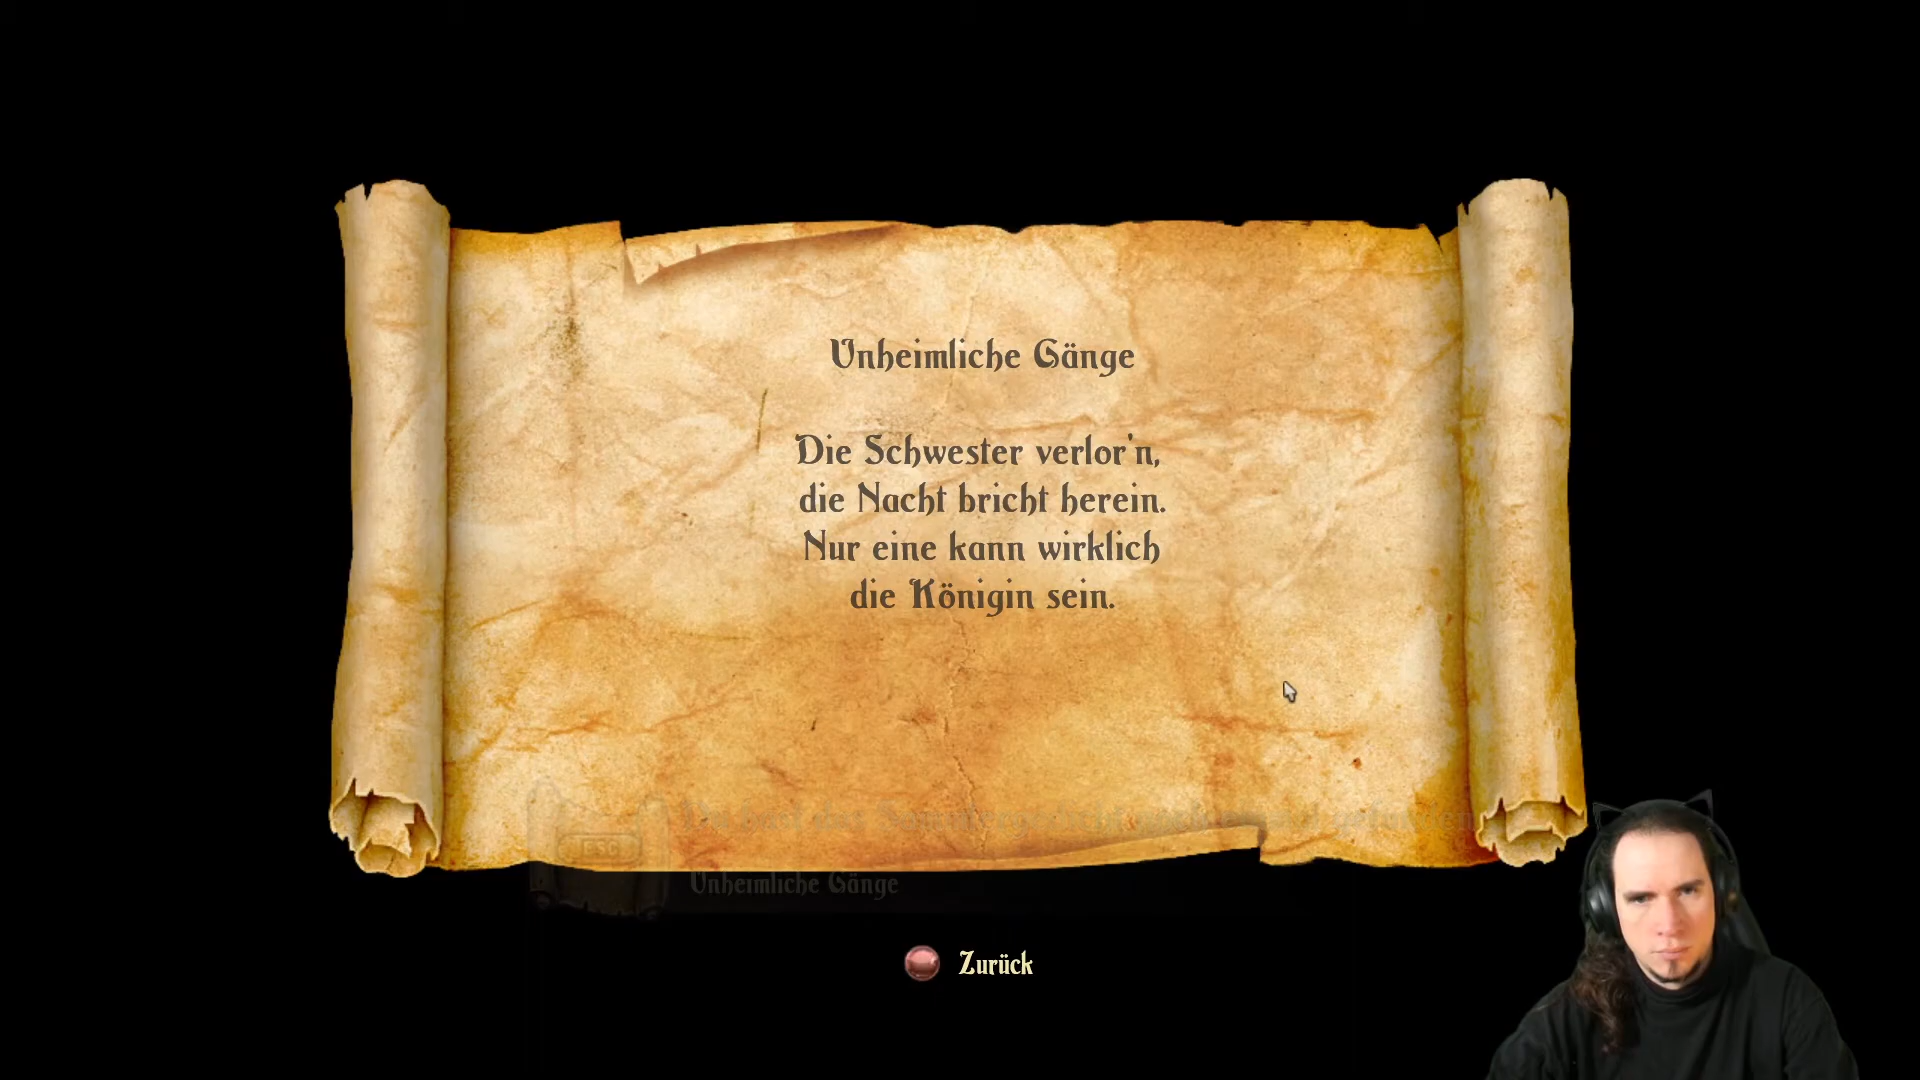 Unheimliche Gänge
Die Schwester verlor'n,
die Nacht bricht herein.
Nur eine kann wirklich
die Königin sein.
ESC
Unheimliche Gänge
Zurück